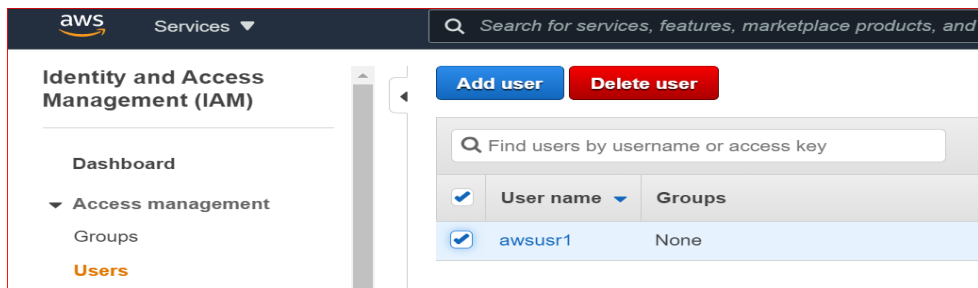 aws
Services
Search for services, features, marketplace products, and
Identity and Access
Management (IAM)
Dashboard
Access management
Groups
Users
Add user
Delete user
Find users by username or access key
User name
Groups
awsusr1
None